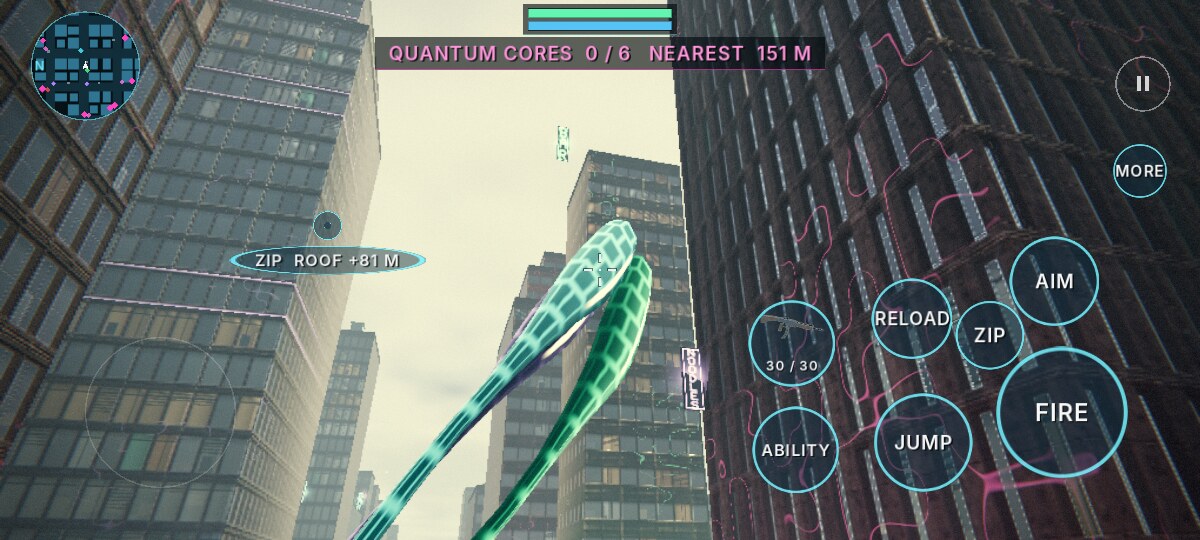 N
QUANTUM CORES 0 / 6 NEAREST 151 M
MORE
ZIP ROOF +81 M
AIM
RELOAD
ZIP
30 / 30
FIRE
ABILITY
JUMP